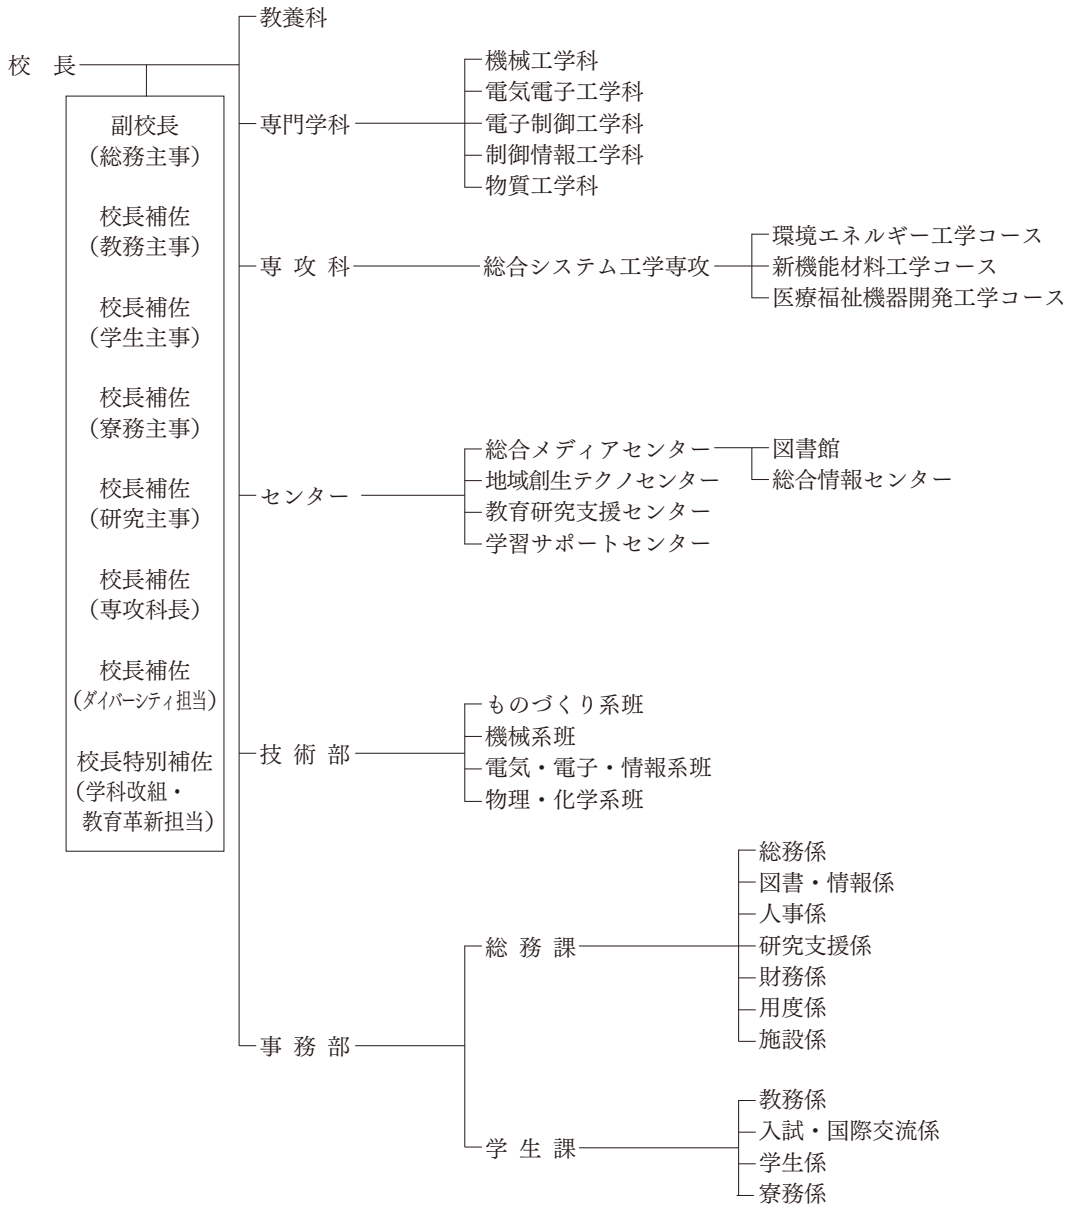 校　長
副校長
（総務主事）
校長補佐
（教務主事）
校長補佐
（学生主事）
校長補佐
（寮務主事）
校長補佐
（研究主事）
校長補佐
（専攻科長）
校長補佐
（ダイバーシティ担当）
校長特別補佐
（学科改組・
教育革新担当）
教養科
専門学科
機械工学科
電気電子工学科
電子制御工学科
制御情報工学科
物質工学科
専 攻 科
総合システム工学専攻
環境エネルギー工学コース
新機能材料工学コース
医療福祉機器開発工学コース
センター
総合メディアセンター
図書館
総合情報センター
地域創生テクノセンター
教育研究支援センター
学習サポートセンター
技 術 部
ものづくり系班
機械系班
電気・電子・情報系班
物理・化学系班
事 務 部
総 務 課
総務係
図書・情報係
人事係
研究支援係
財務係
用度係
施設係
学 生 課
教務係
入試・国際交流係
学生係
寮務係